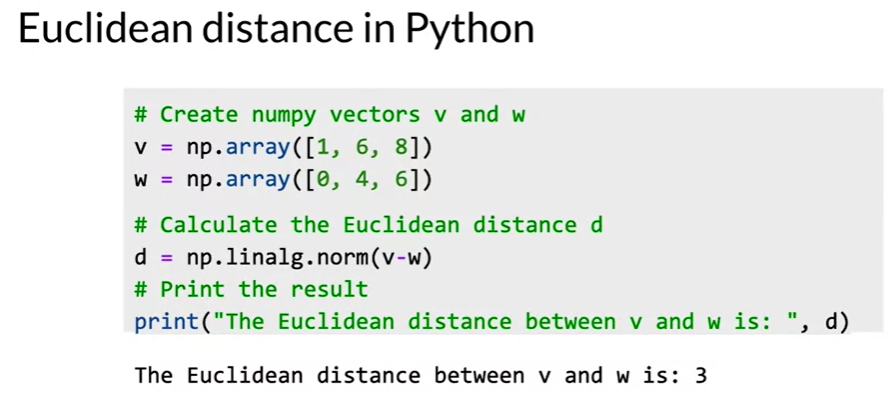 Euclidean distance in Python
# Create numpy vectors v and w
v = np.array([1, 6, 8])
w = np.array([0, 4, 6])
# Calculate the Euclidean distance d
d = np.linalg.norm(v-w)
# Print the result
print("The Euclidean distance between v and w is: ", d)
The Euclidean distance between v and w is: 3